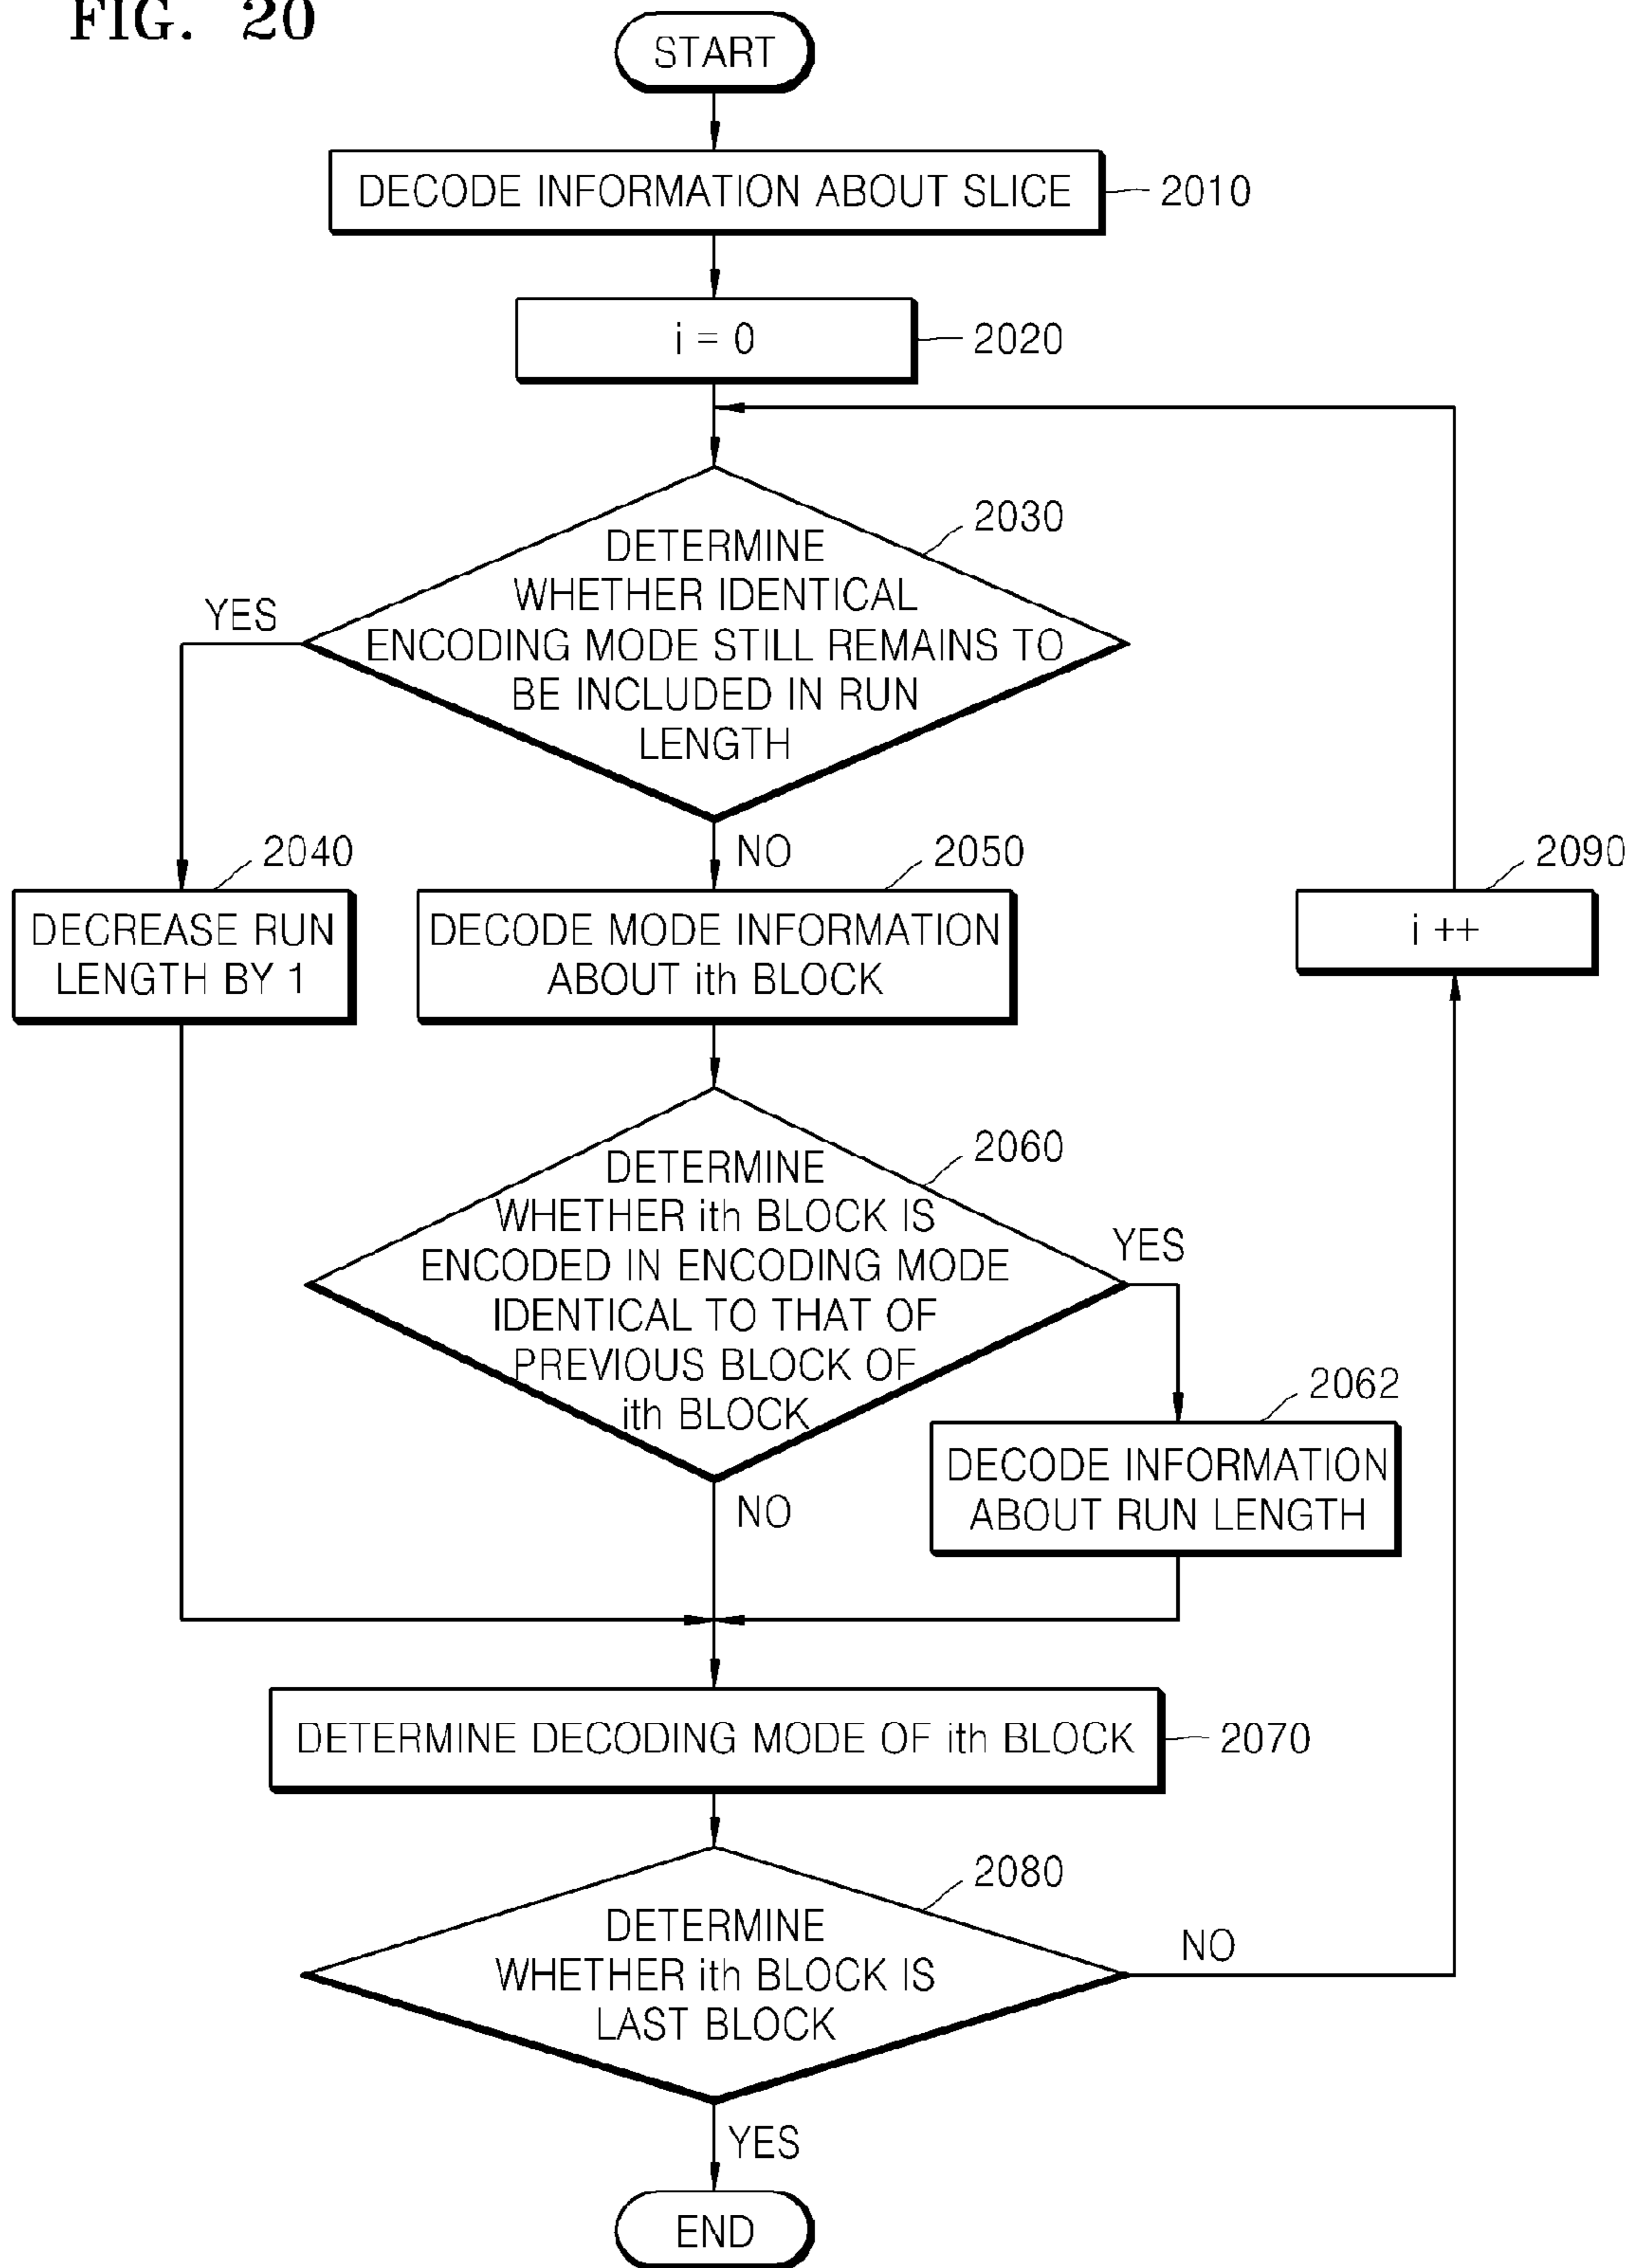 FIG. 20
START
DECODE INFORMATION ABOUT SLICE
2010
i = 0
2020
2030
DETERMINE
WHETHER IDENTICAL
ENCODING MODE STILL REMAINS TO
BE INCLUDED IN RUN
LENGTH
YES
NO
2040
DECREASE RUN
LENGTH BY 1
2050
DECODE MODE INFORMATION
ABOUT ith BLOCK
2090
i ++
2060
DETERMINE
WHETHER ith BLOCK IS
ENCODED IN ENCODING MODE
IDENTICAL TO THAT OF
PREVIOUS BLOCK OF
ith BLOCK
YES
NO
2062
DECODE INFORMATION
ABOUT RUN LENGTH
DETERMINE DECODING MODE OF ith BLOCK
2070
2080
DETERMINE
WHETHER ith BLOCK IS
LAST BLOCK
NO
YES
END